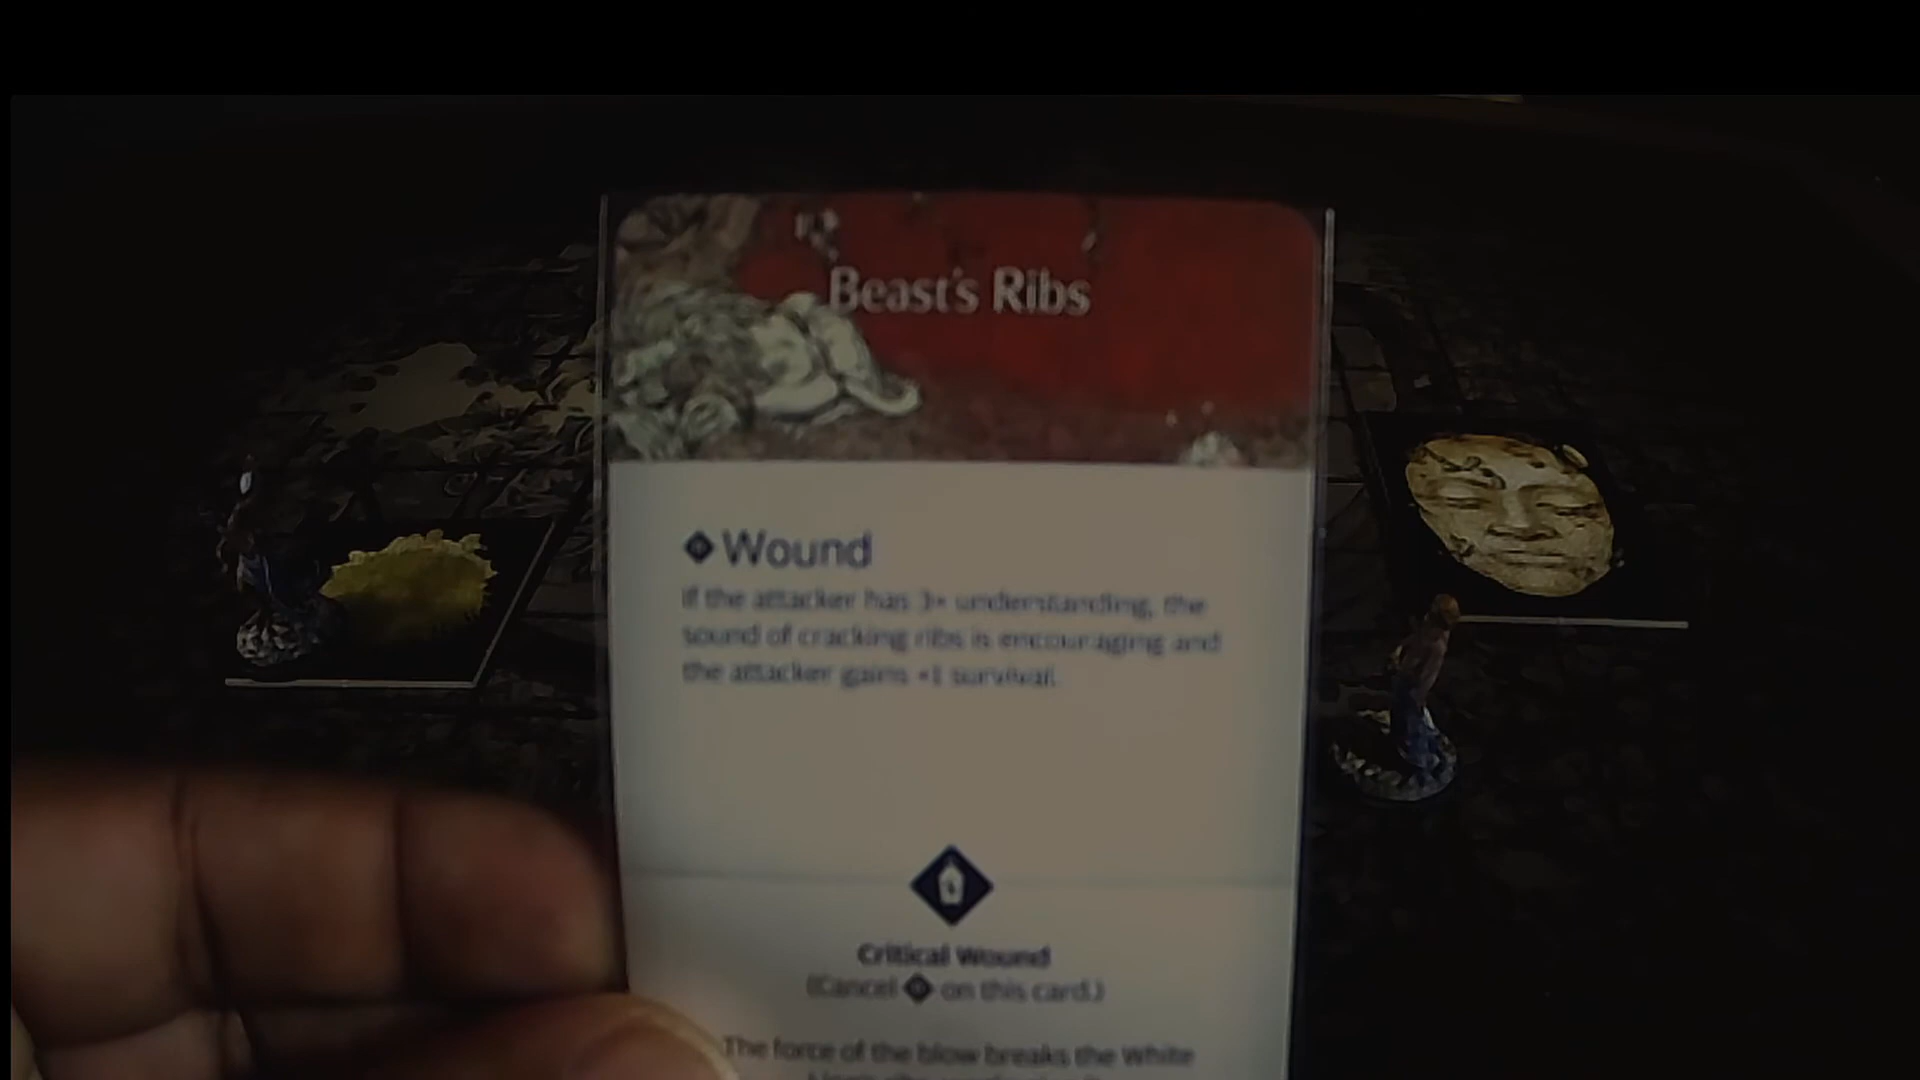 Beast's Ribs
Wound
If the attacker has 3+ understanding, the
sound of cracking ribs is encouraging and
the attacker gains +1 survival.
Critical Wound
(Cancel on this card.)
The force of the blow breaks the White